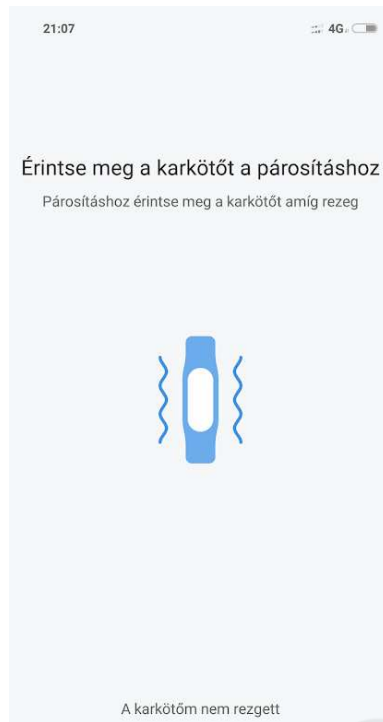 21:07 4G
Érintse meg a karkötőt a párosításhoz
Párosításhoz érintse meg a karkötőt amíg rezeg
A karkötőm nem rezgett